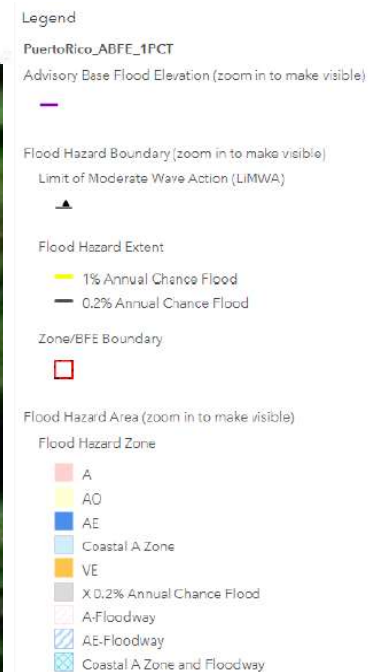 Legend
PuertoRico_ABFE_1PCT
Advisory Base Flood Elevation (zoom in to make visible)
Flood Hazard Boundary (zoom in to make visible)
Limit of Moderate Wave Action (LiMWA)
Flood Hazard Extent
1% Annual Chance Flood
0.2% Annual Chance Flood
Zone/BFE Boundary
Flood Hazard Area (zoom in to make visible)
Flood Hazard Zone
A
AO
AE
Coastal A Zone
VE
X 0.2% Annual Chance Flood
A-Floodway
AE-Floodway
Coastal A Zone and Floodway